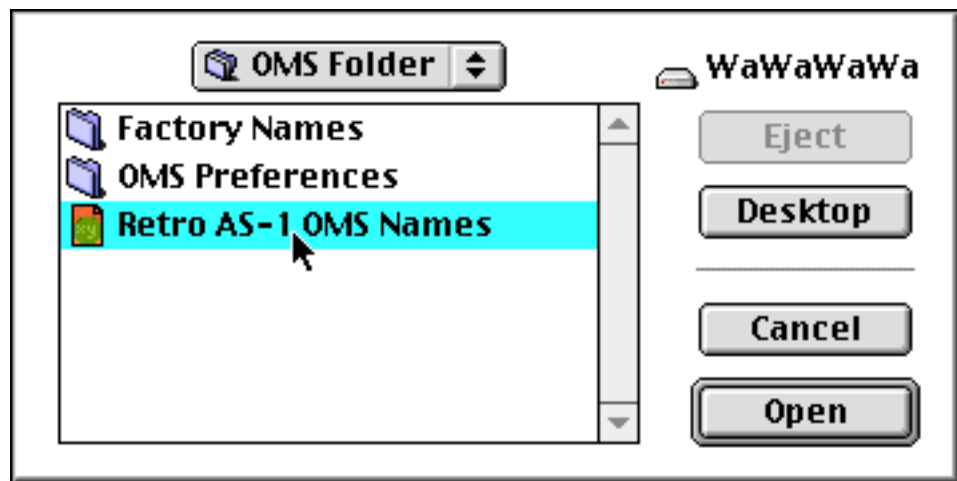 OMS Folder
WaWaWaWa
Factory Names
OMS Preferences
Retro AS-1 OMS Names
Eject
Desktop
Cancel
Open